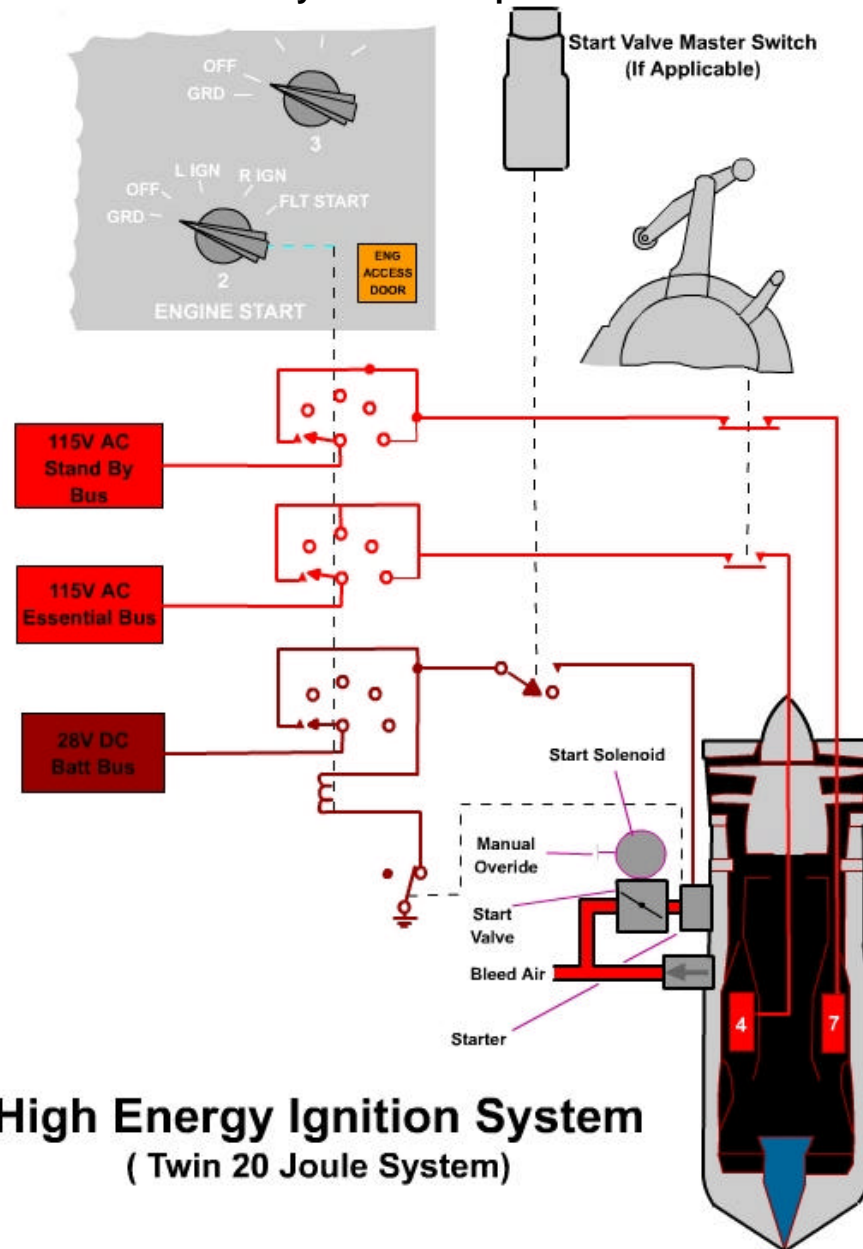 Start Valve Master Switch
(If Applicable)
OFF
GRD
3
L IGN
R IGN
OFF
FLT START
GRD
2
ENG
ACCESS
DOOR
ENGINE START
115V AC
Stand By
Bus
115V AC
Essential Bus
28V DC
Batt Bus
Start Solenoid
Manual
Overide
Start
Valve
Bleed Air
Starter
4
7
High Energy Ignition System
( Twin 20 Joule System)